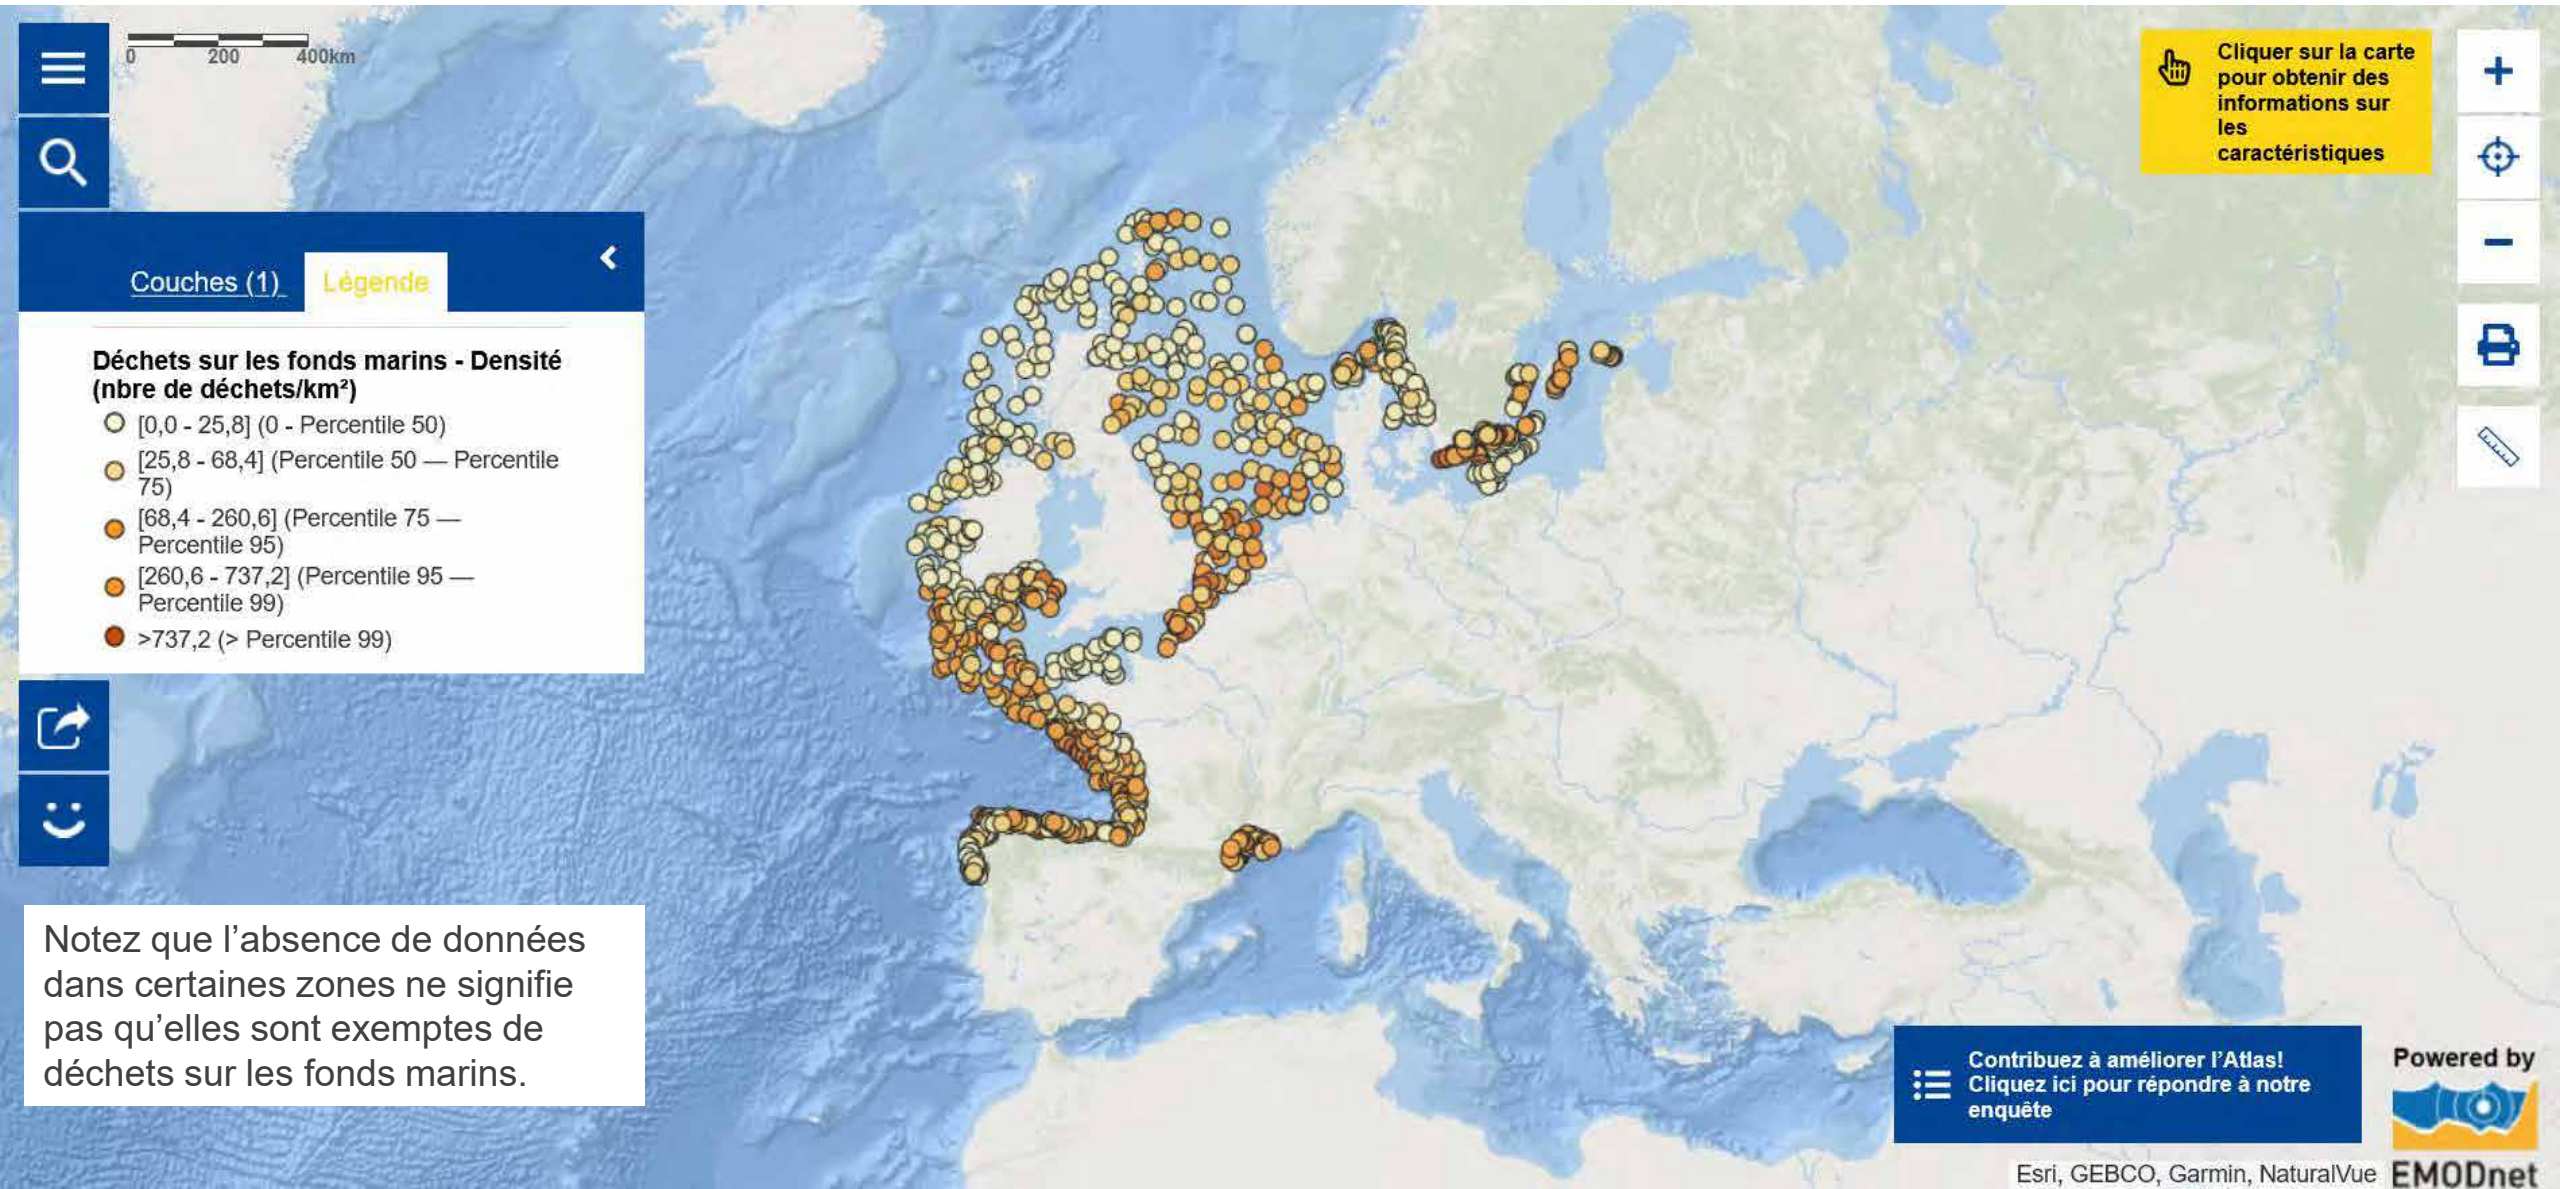 0 200 400km
Cliquer sur la carte
pour obtenir des
informations sur
les
caractéristiques
Couches (1)
Légende
Déchets sur les fonds marins - Densité
(nbre de déchets/km²)
[0,0 - 25,8] (0 - Percentile 50)
[25,8 - 68,4] (Percentile 50 — Percentile
75)
[68,4 - 260,6] (Percentile 75 —
Percentile 95)
[260,6 - 737,2] (Percentile 95 —
Percentile 99)
>737,2 (> Percentile 99)
Notez que l’absence de données
dans certaines zones ne signifie
pas qu’elles sont exemptes de
déchets sur les fonds marins.
Contribuez à améliorer l’Atlas!
Cliquez ici pour répondre à notre
enquête
Powered by
EMODnet
Esri, GEBCO, Garmin, NaturalVue